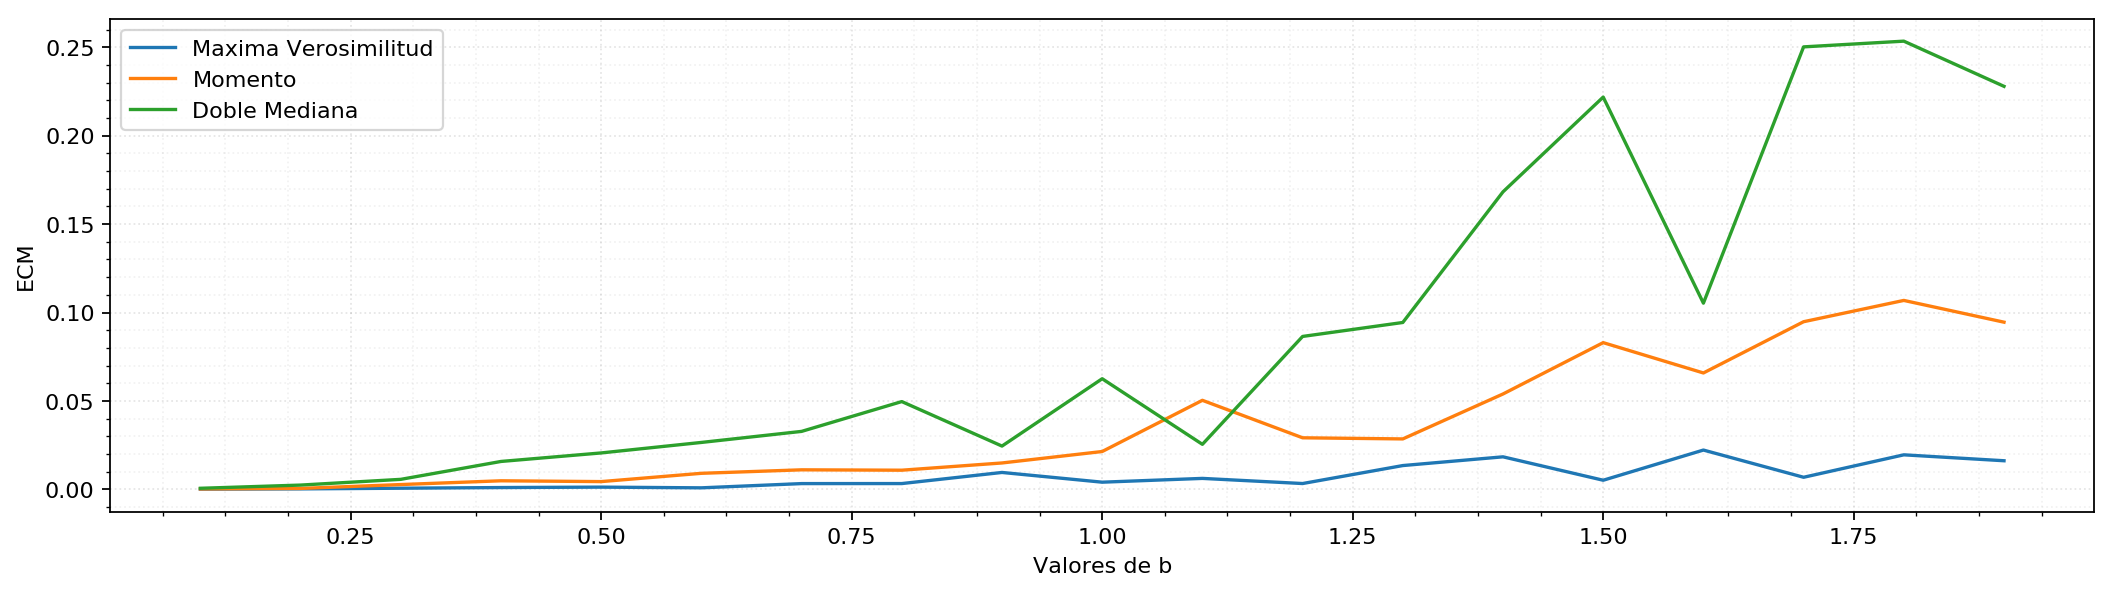 Maxima Verosimilitud
Momento
Doble Mediana
0.25
0.20
0.15
0.10
0.05
0.00
ECM
0.25 0.50 0.75 1.00 1.25 1.50 1.75
Valores de b